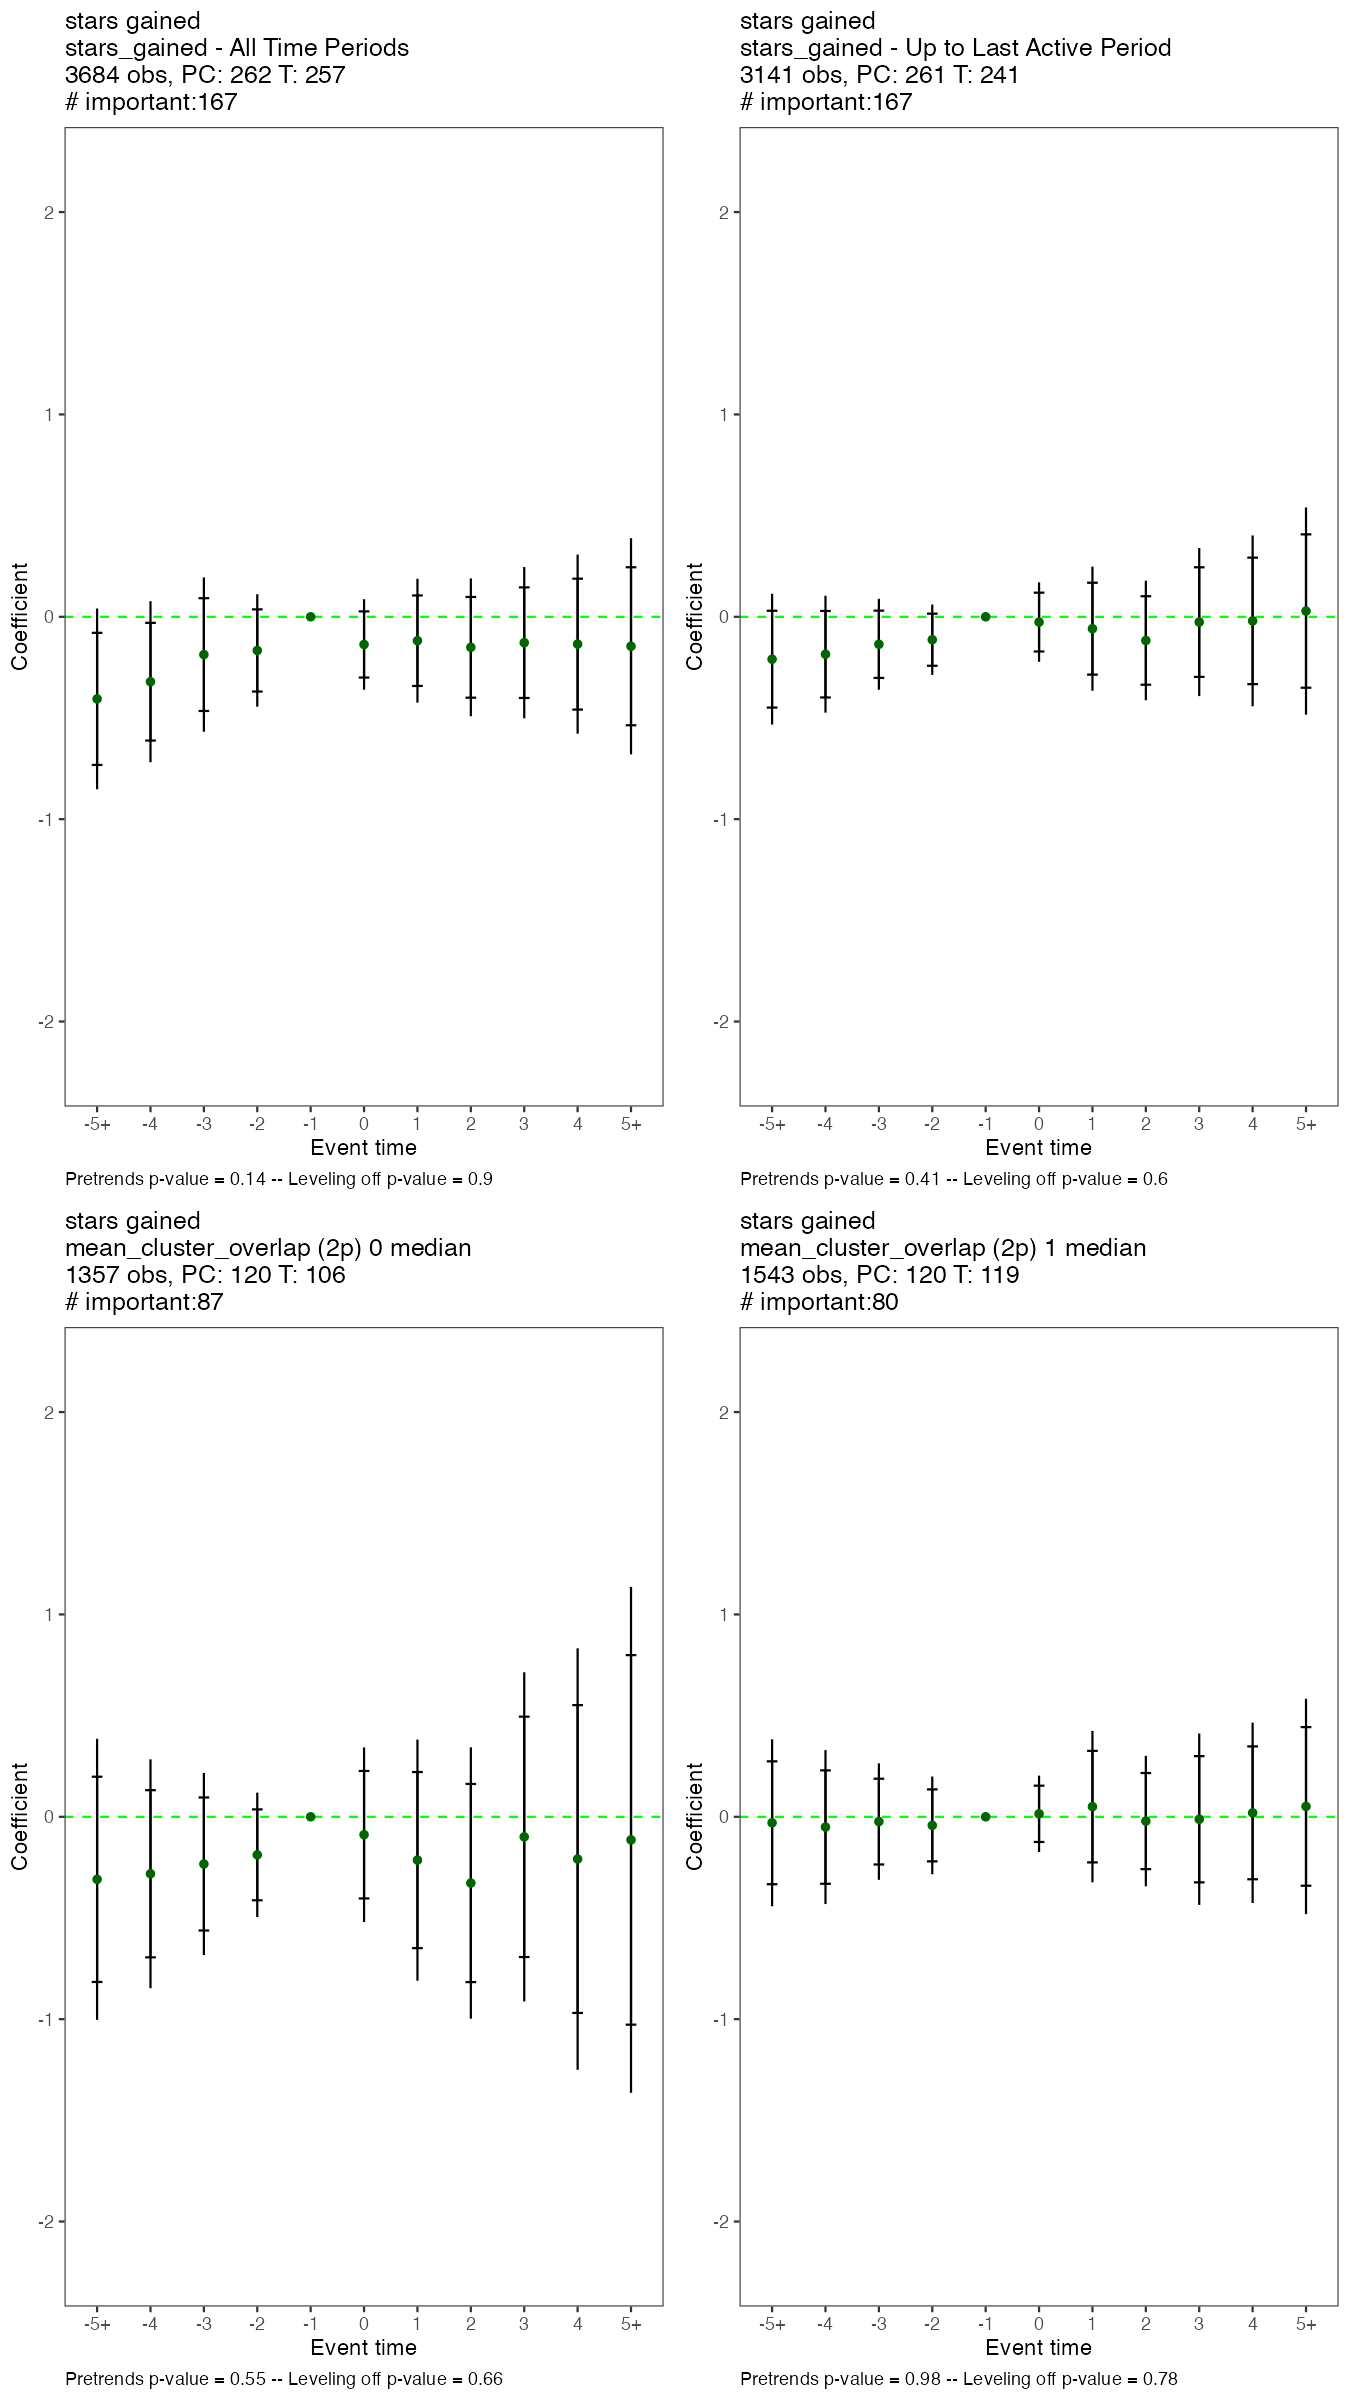 stars gained
stars_gained - All Time Periods
3684 obs, PC: 262 T: 257
# important:167
2
1
0
-1
-2
Coefficient
-5+ -4 -3 -2 -1 0 1 2 3 4 5+
Event time
Pretrends p-value = 0.14 -- Leveling off p-value = 0.9
stars gained
stars_gained - Up to Last Active Period
3141 obs, PC: 261 T: 241
# important:167
2
1
0
-1
-2
Coefficient
-5+ -4 -3 -2 -1 0 1 2 3 4 5+
Event time
Pretrends p-value = 0.41 -- Leveling off p-value = 0.6
stars gained
mean_cluster_overlap (2p) 0 median
1357 obs, PC: 120 T: 106
# important:87
2
1
0
-1
-2
Coefficient
-5+ -4 -3 -2 -1 0 1 2 3 4 5+
Event time
Pretrends p-value = 0.55 -- Leveling off p-value = 0.66
stars gained
mean_cluster_overlap (2p) 1 median
1543 obs, PC: 120 T: 119
# important:80
2
1
0
-1
-2
Coefficient
-5+ -4 -3 -2 -1 0 1 2 3 4 5+
Event time
Pretrends p-value = 0.98 -- Leveling off p-value = 0.78